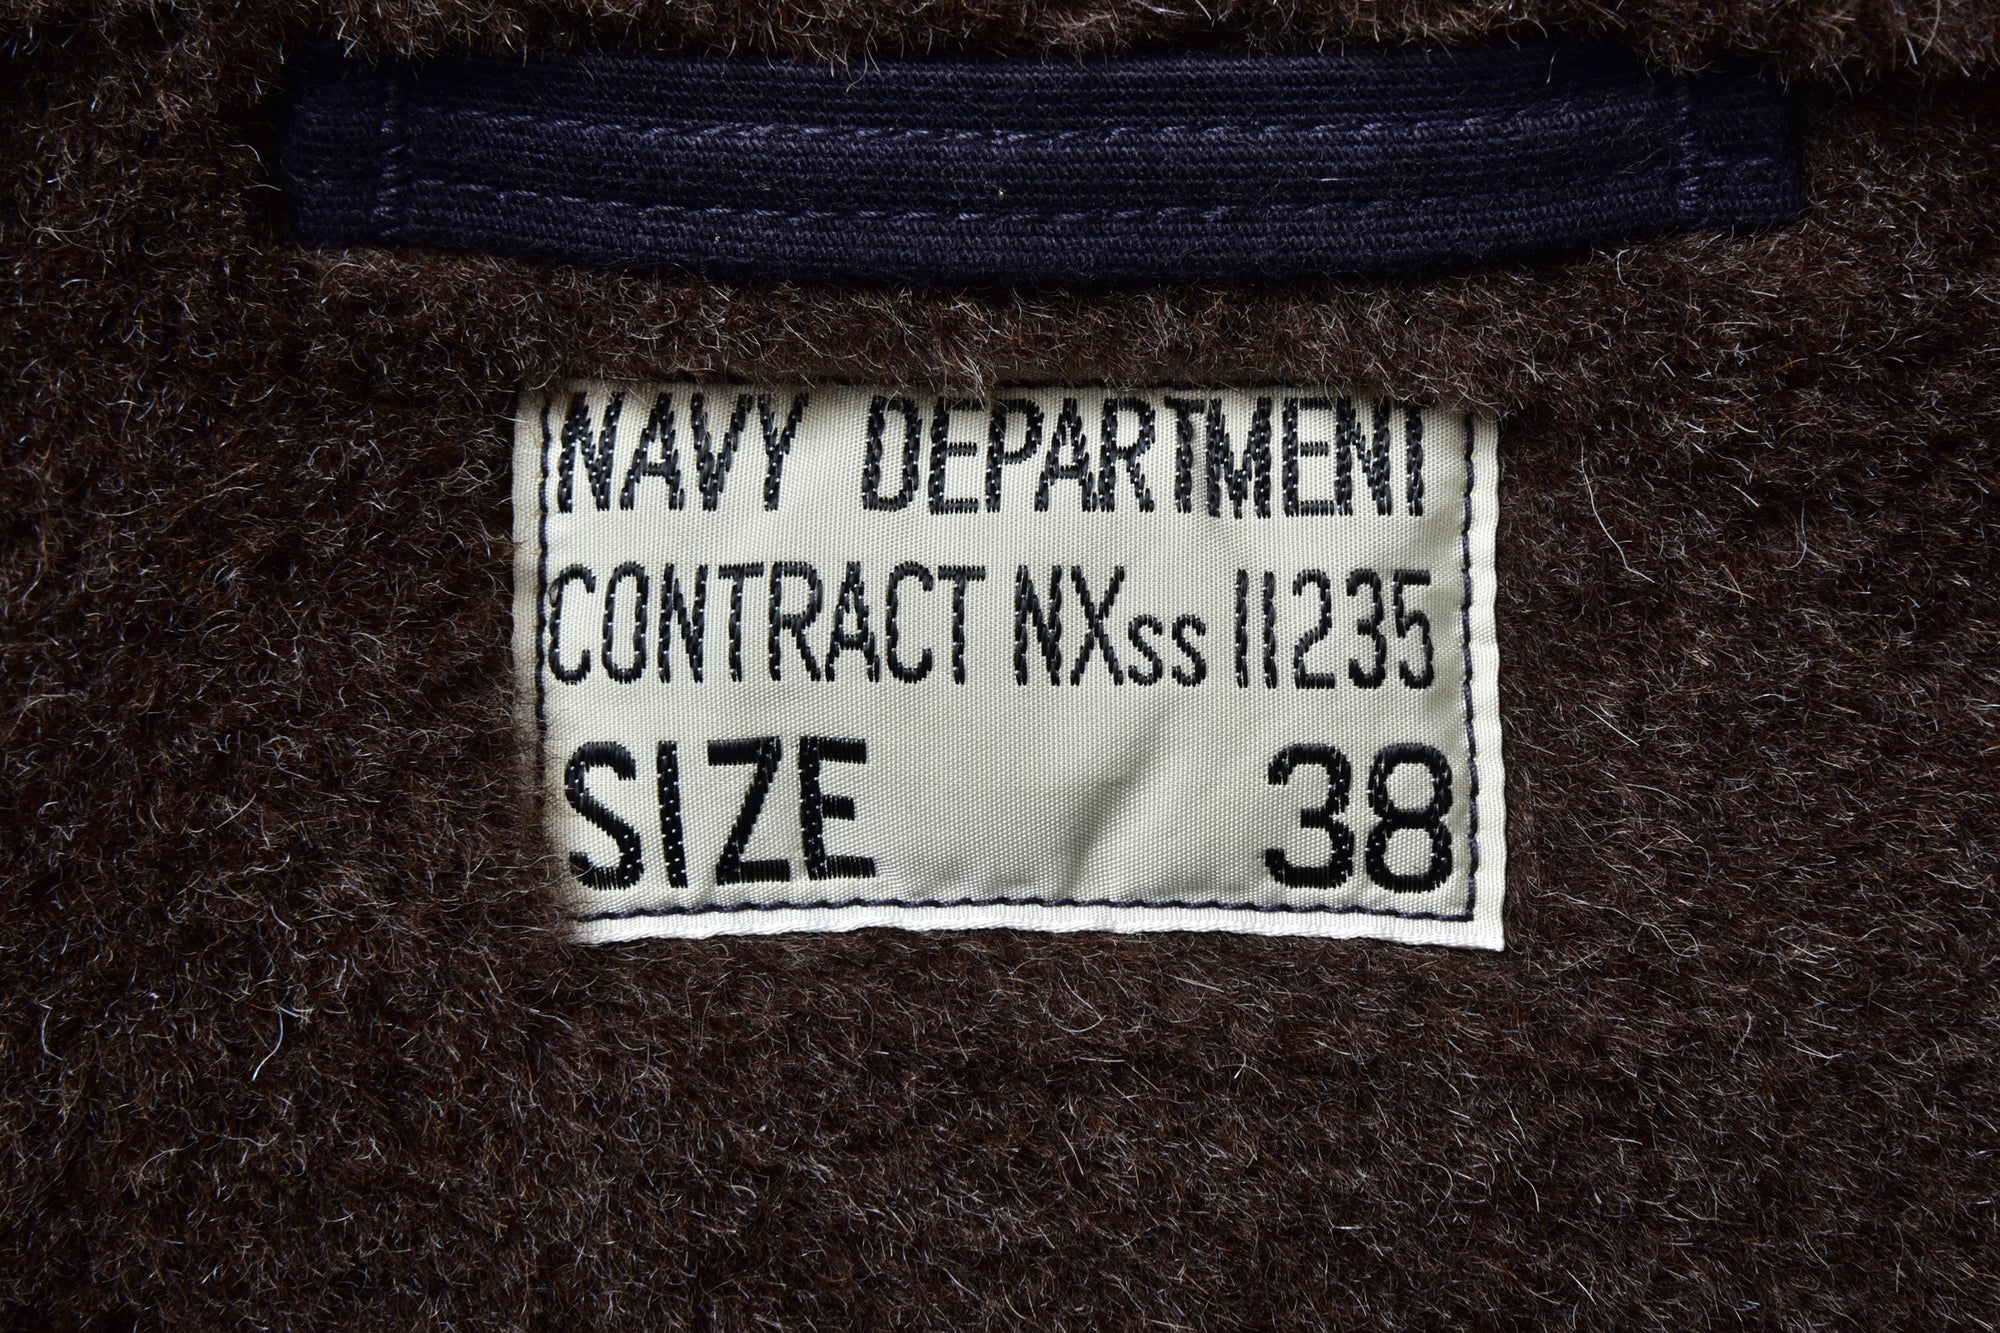 NAVY DEPARTMENT
CONTRACT NXss 11235
SIZE 38